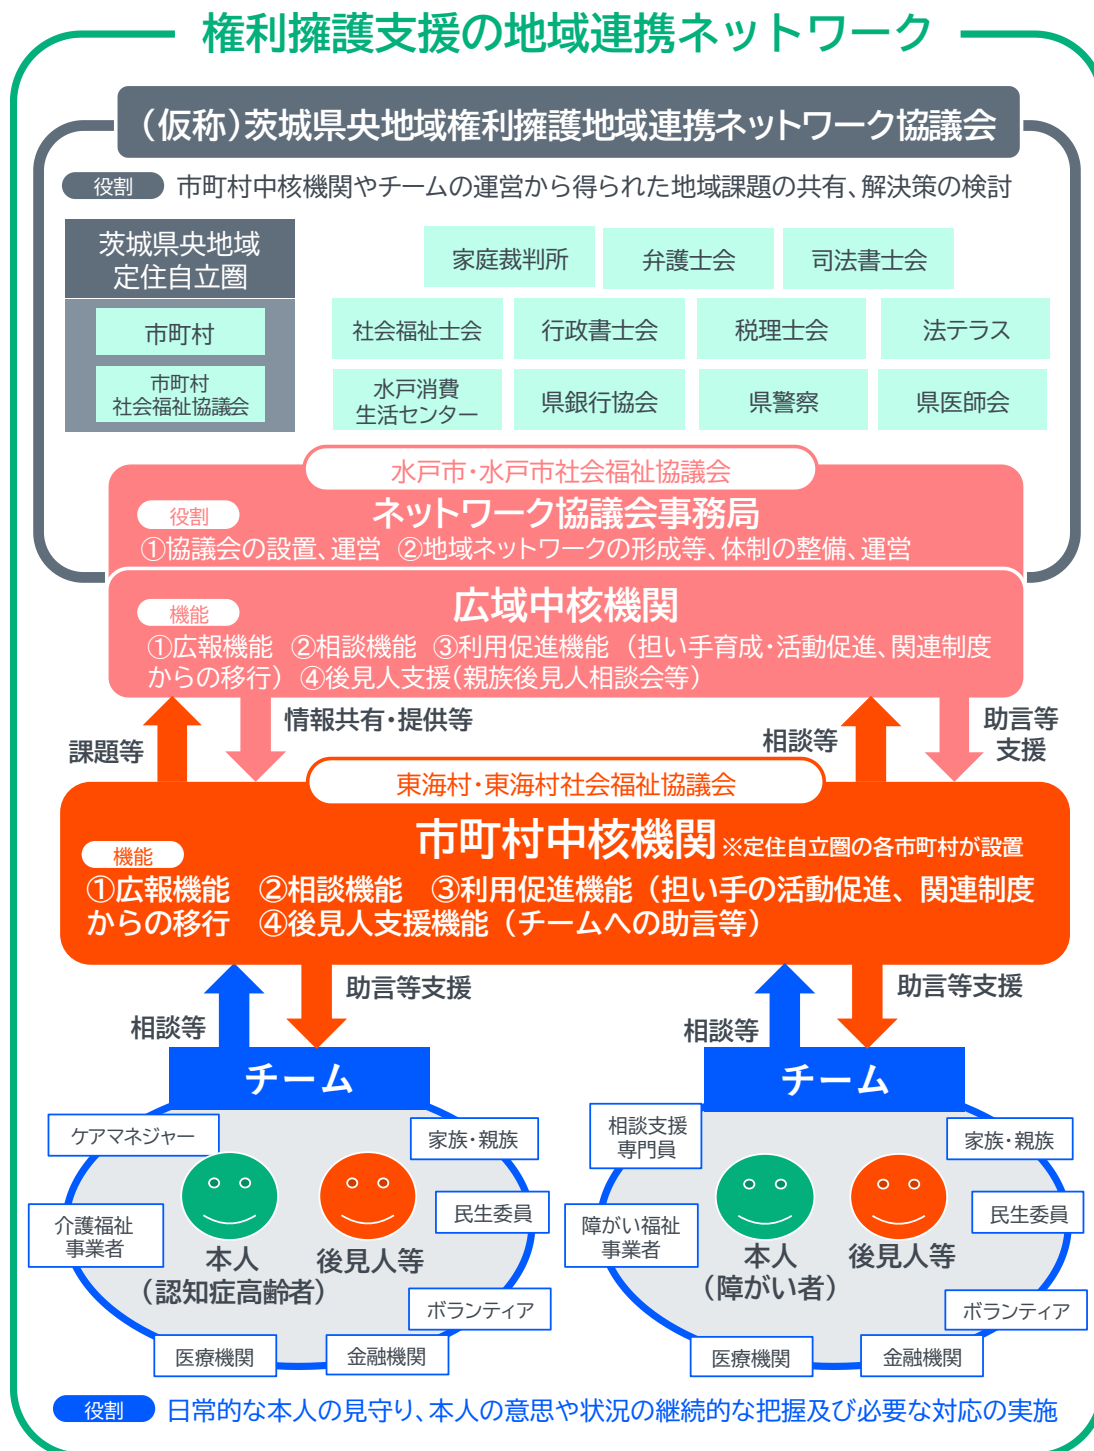 権利擁護支援の地域連携ネットワーク
（仮称）茨城県央地域権利擁護地域連携ネットワーク協議会
役割 市町村中核機関やチームの運営から得られた地域課題の共有、解決策の検討
茨城県央地域
定住自立圏
市町村
市町村
社会福祉協議会
家庭裁判所
弁護士会
司法書士会
社会福祉士会
行政書士会
税理士会
法テラス
水戸消費
生活センター
県銀行協会
県警察
県医師会
水戸市・水戸市社会福祉協議会
ネットワーク協議会事務局
役割
①協議会の設置、運営 ②地域ネットワークの形成等、体制の整備、運営
広域中核機関
機能
①広報機能 ②相談機能 ③利用促進機能（担い手育成・活動促進、関連制度
からの移行） ④後見人支援（親族後見人相談会等）
課題等
情報共有・提供等
相談等
助言等
支援
東海村・東海村社会福祉協議会
市町村中核機関 ※定住自立圏の各市町村が設置
機能
①広報機能 ②相談機能 ③利用促進機能（担い手の活動促進、関連制度
からの移行 ④後見人支援機能（チームへの助言等）
相談等
助言等支援
相談等
助言等支援
チーム
ケアマネジャー
家族・親族
介護福祉
事業者
民生委員
本人
（認知症高齢者）
後見人等
ボランティア
医療機関
金融機関
チーム
相談支援
専門員
家族・親族
障がい福祉
事業者
民生委員
本人
（障がい者）
後見人等
ボランティア
医療機関
金融機関
役割 日常的な本人の見守り、本人の意思や状況の継続的な把握及び必要な対応の実施